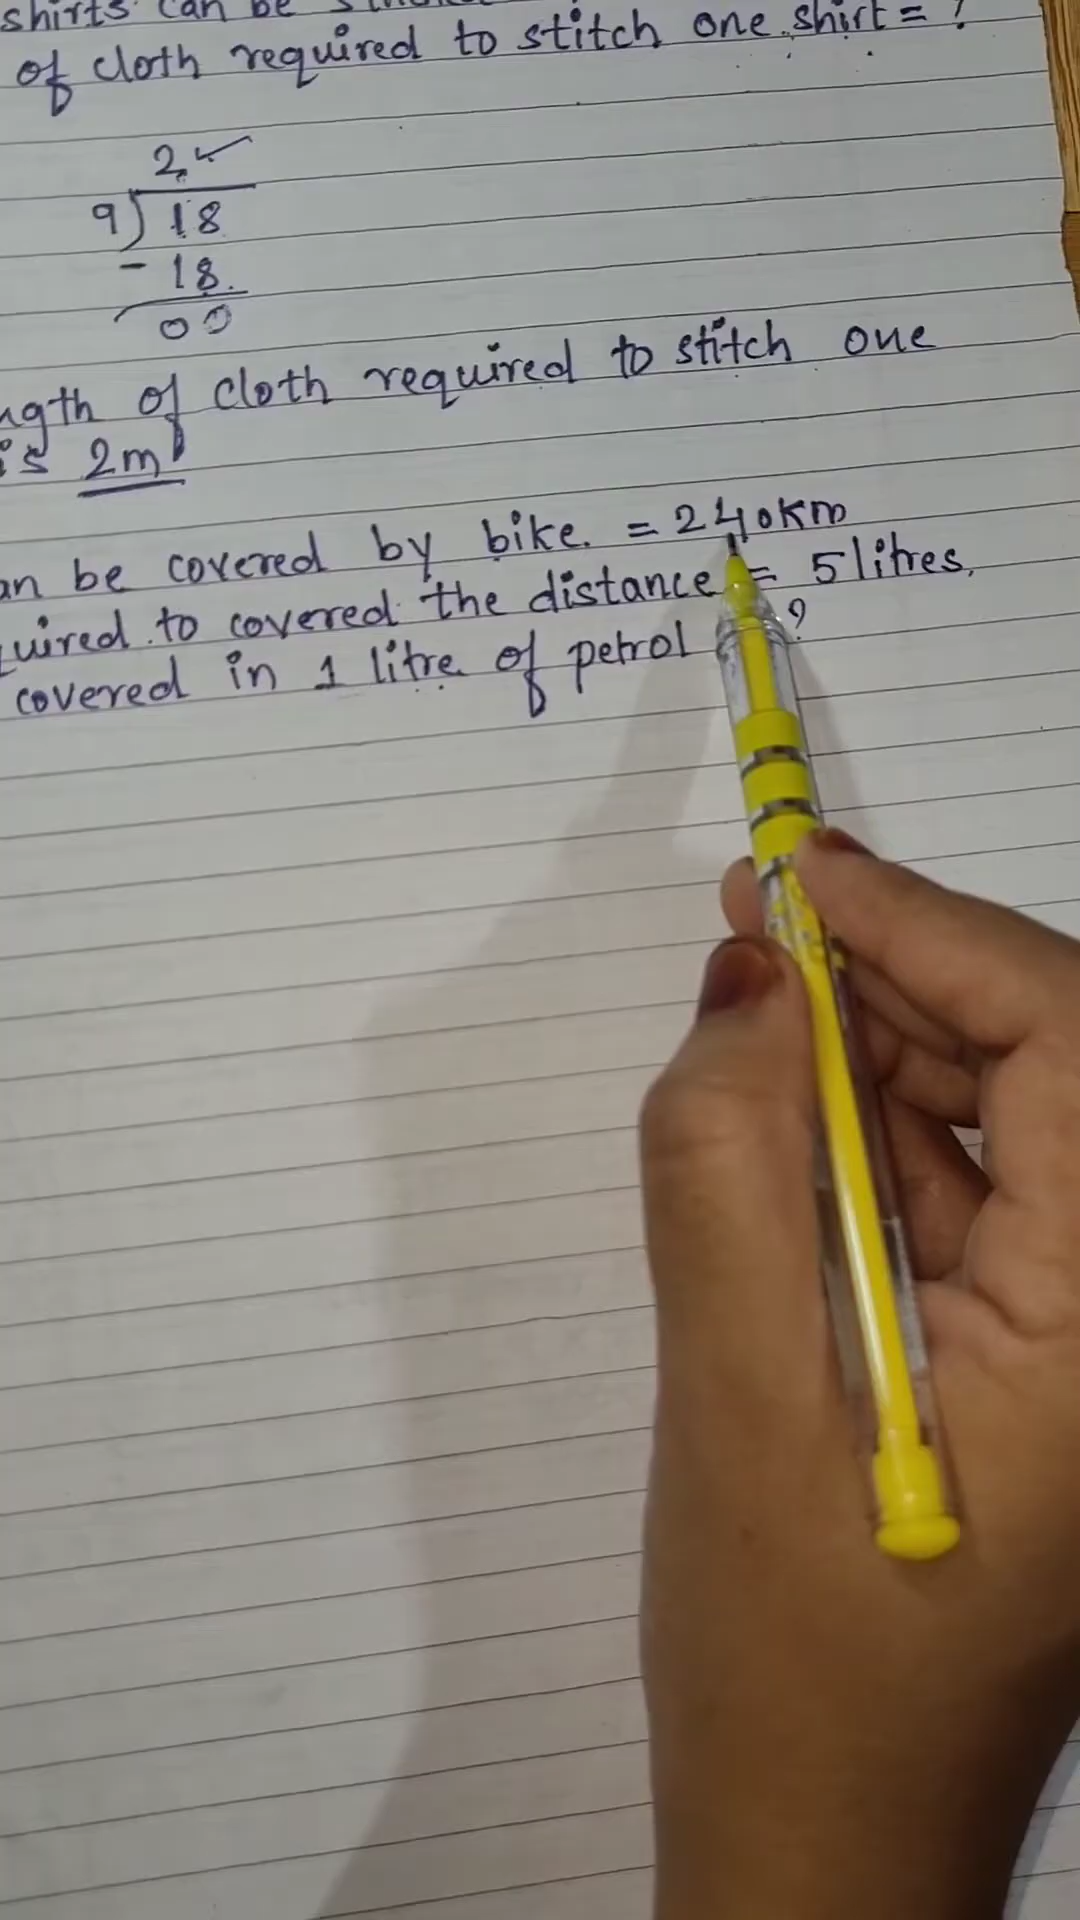 shirts can be
of cloth required to stitch one shirt = ?
2 ✓
9) 18
- 18
00
ngth of cloth required to stitch one
is 2m
an be covered by bike. = 240km
uired to covered the distance = 5 litres.
covered in 1 litre of petrol ?